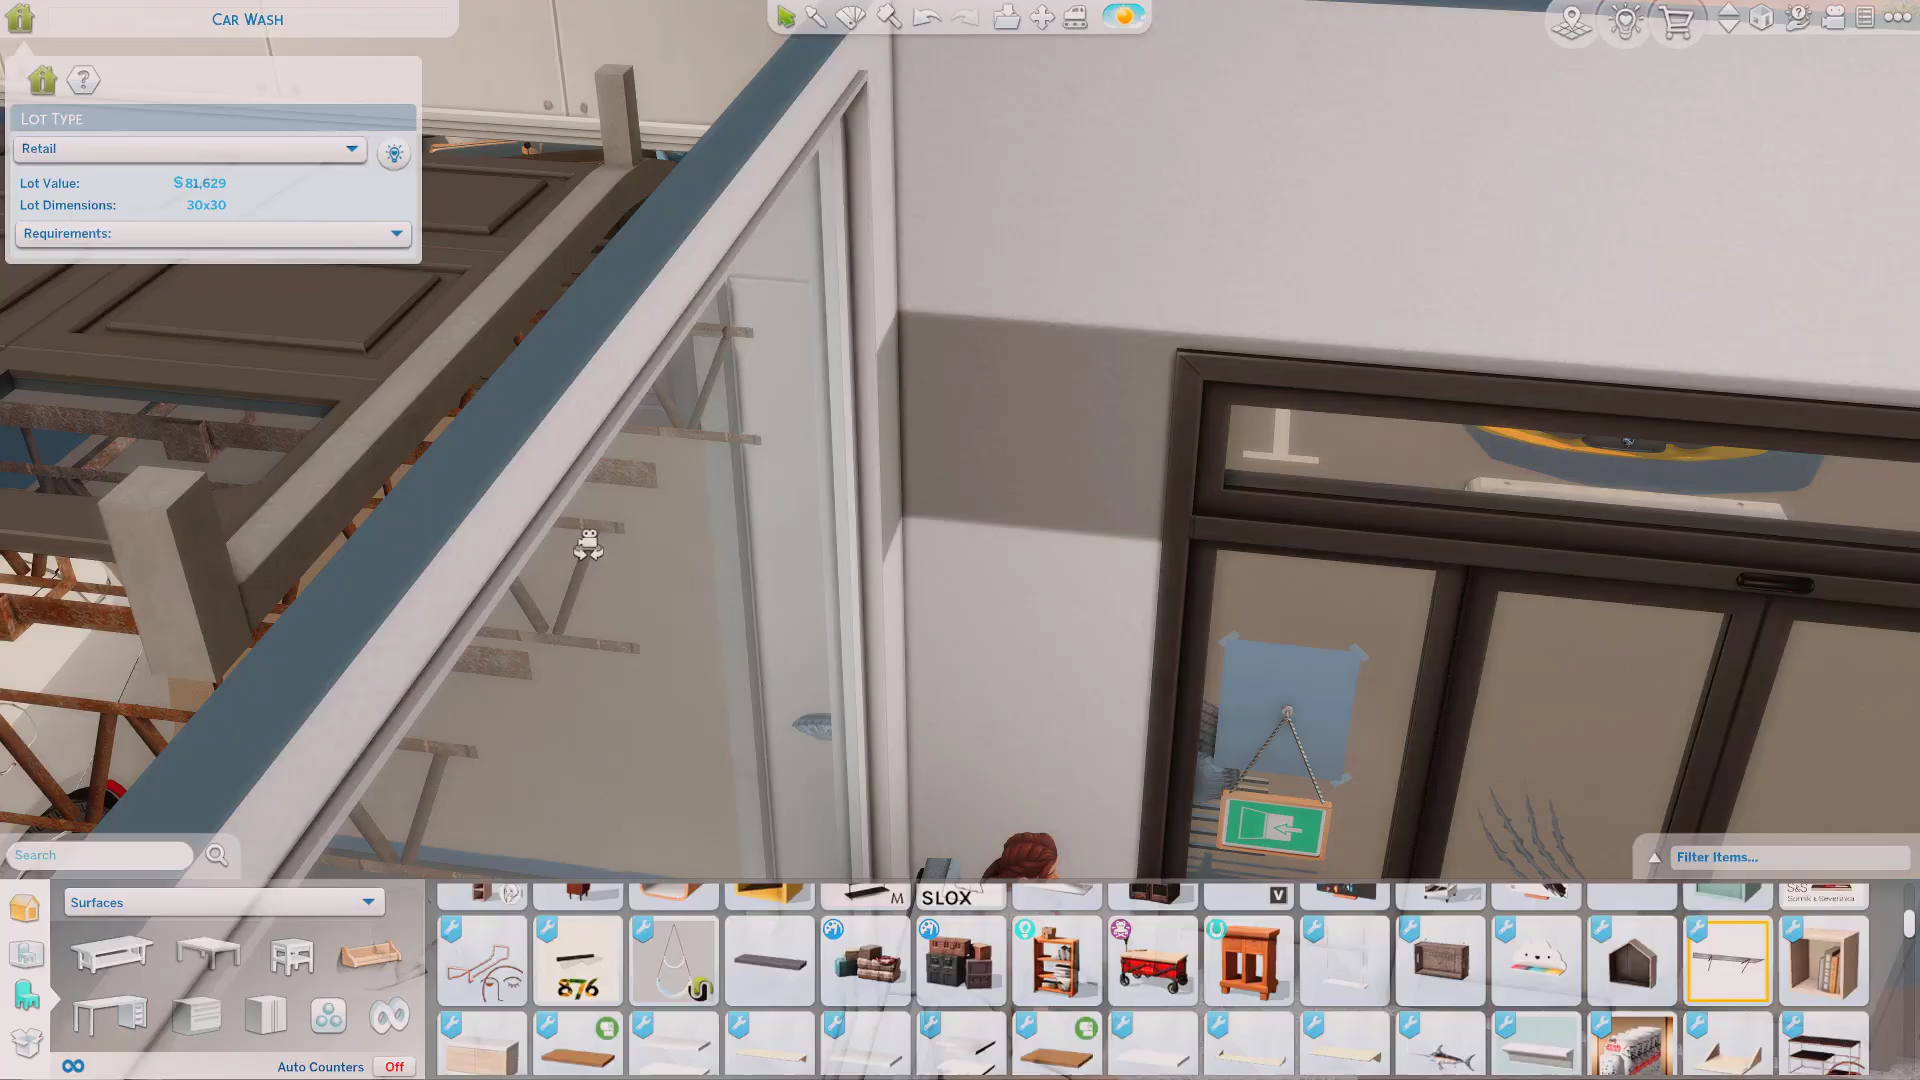 CAR WASH
LOT TYPE
Retail
Lot Value: §81,629
Lot Dimensions: 30x30
Requirements:
Search
Filter Items...
Surfaces
M
SLOX
V
876
Auto Counters Off